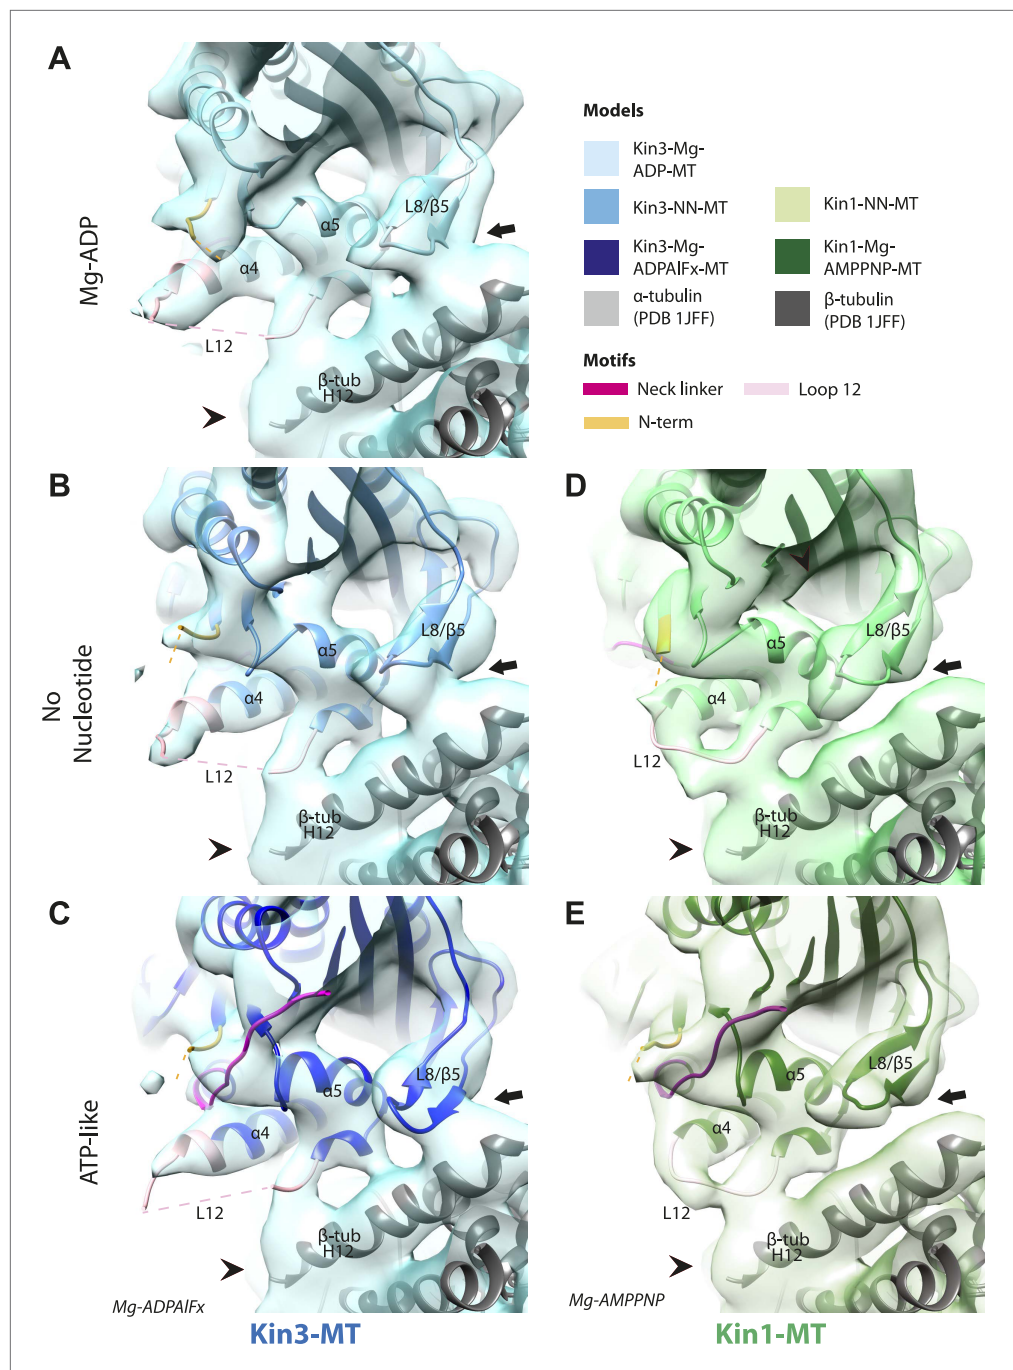 A
Mg-ADP
α4
α5
L8/β5
L12
β-tub
H12
Models
Kin3-Mg-
ADP-MT
Kin3-NN-MT
Kin1-NN-MT
Kin3-Mg-
ADPAlFx-MT
Kin1-Mg-
AMPPNP-MT
α-tubulin
(PDB 1JFF)
β-tubulin
(PDB 1JFF)
Motifs
Neck linker
Loop 12
N-term
B
No
Nucleotide
α4
α5
L8/β5
L12
β-tub
H12
D
α4
α5
L8/β5
L12
β-tub
H12
C
ATP-like
α4
α5
L8/β5
L12
β-tub
H12
Mg-ADPAlFx
Kin3-MT
E
α4
α5
L8/β5
L12
β-tub
H12
Mg-AMPPNP
Kin1-MT